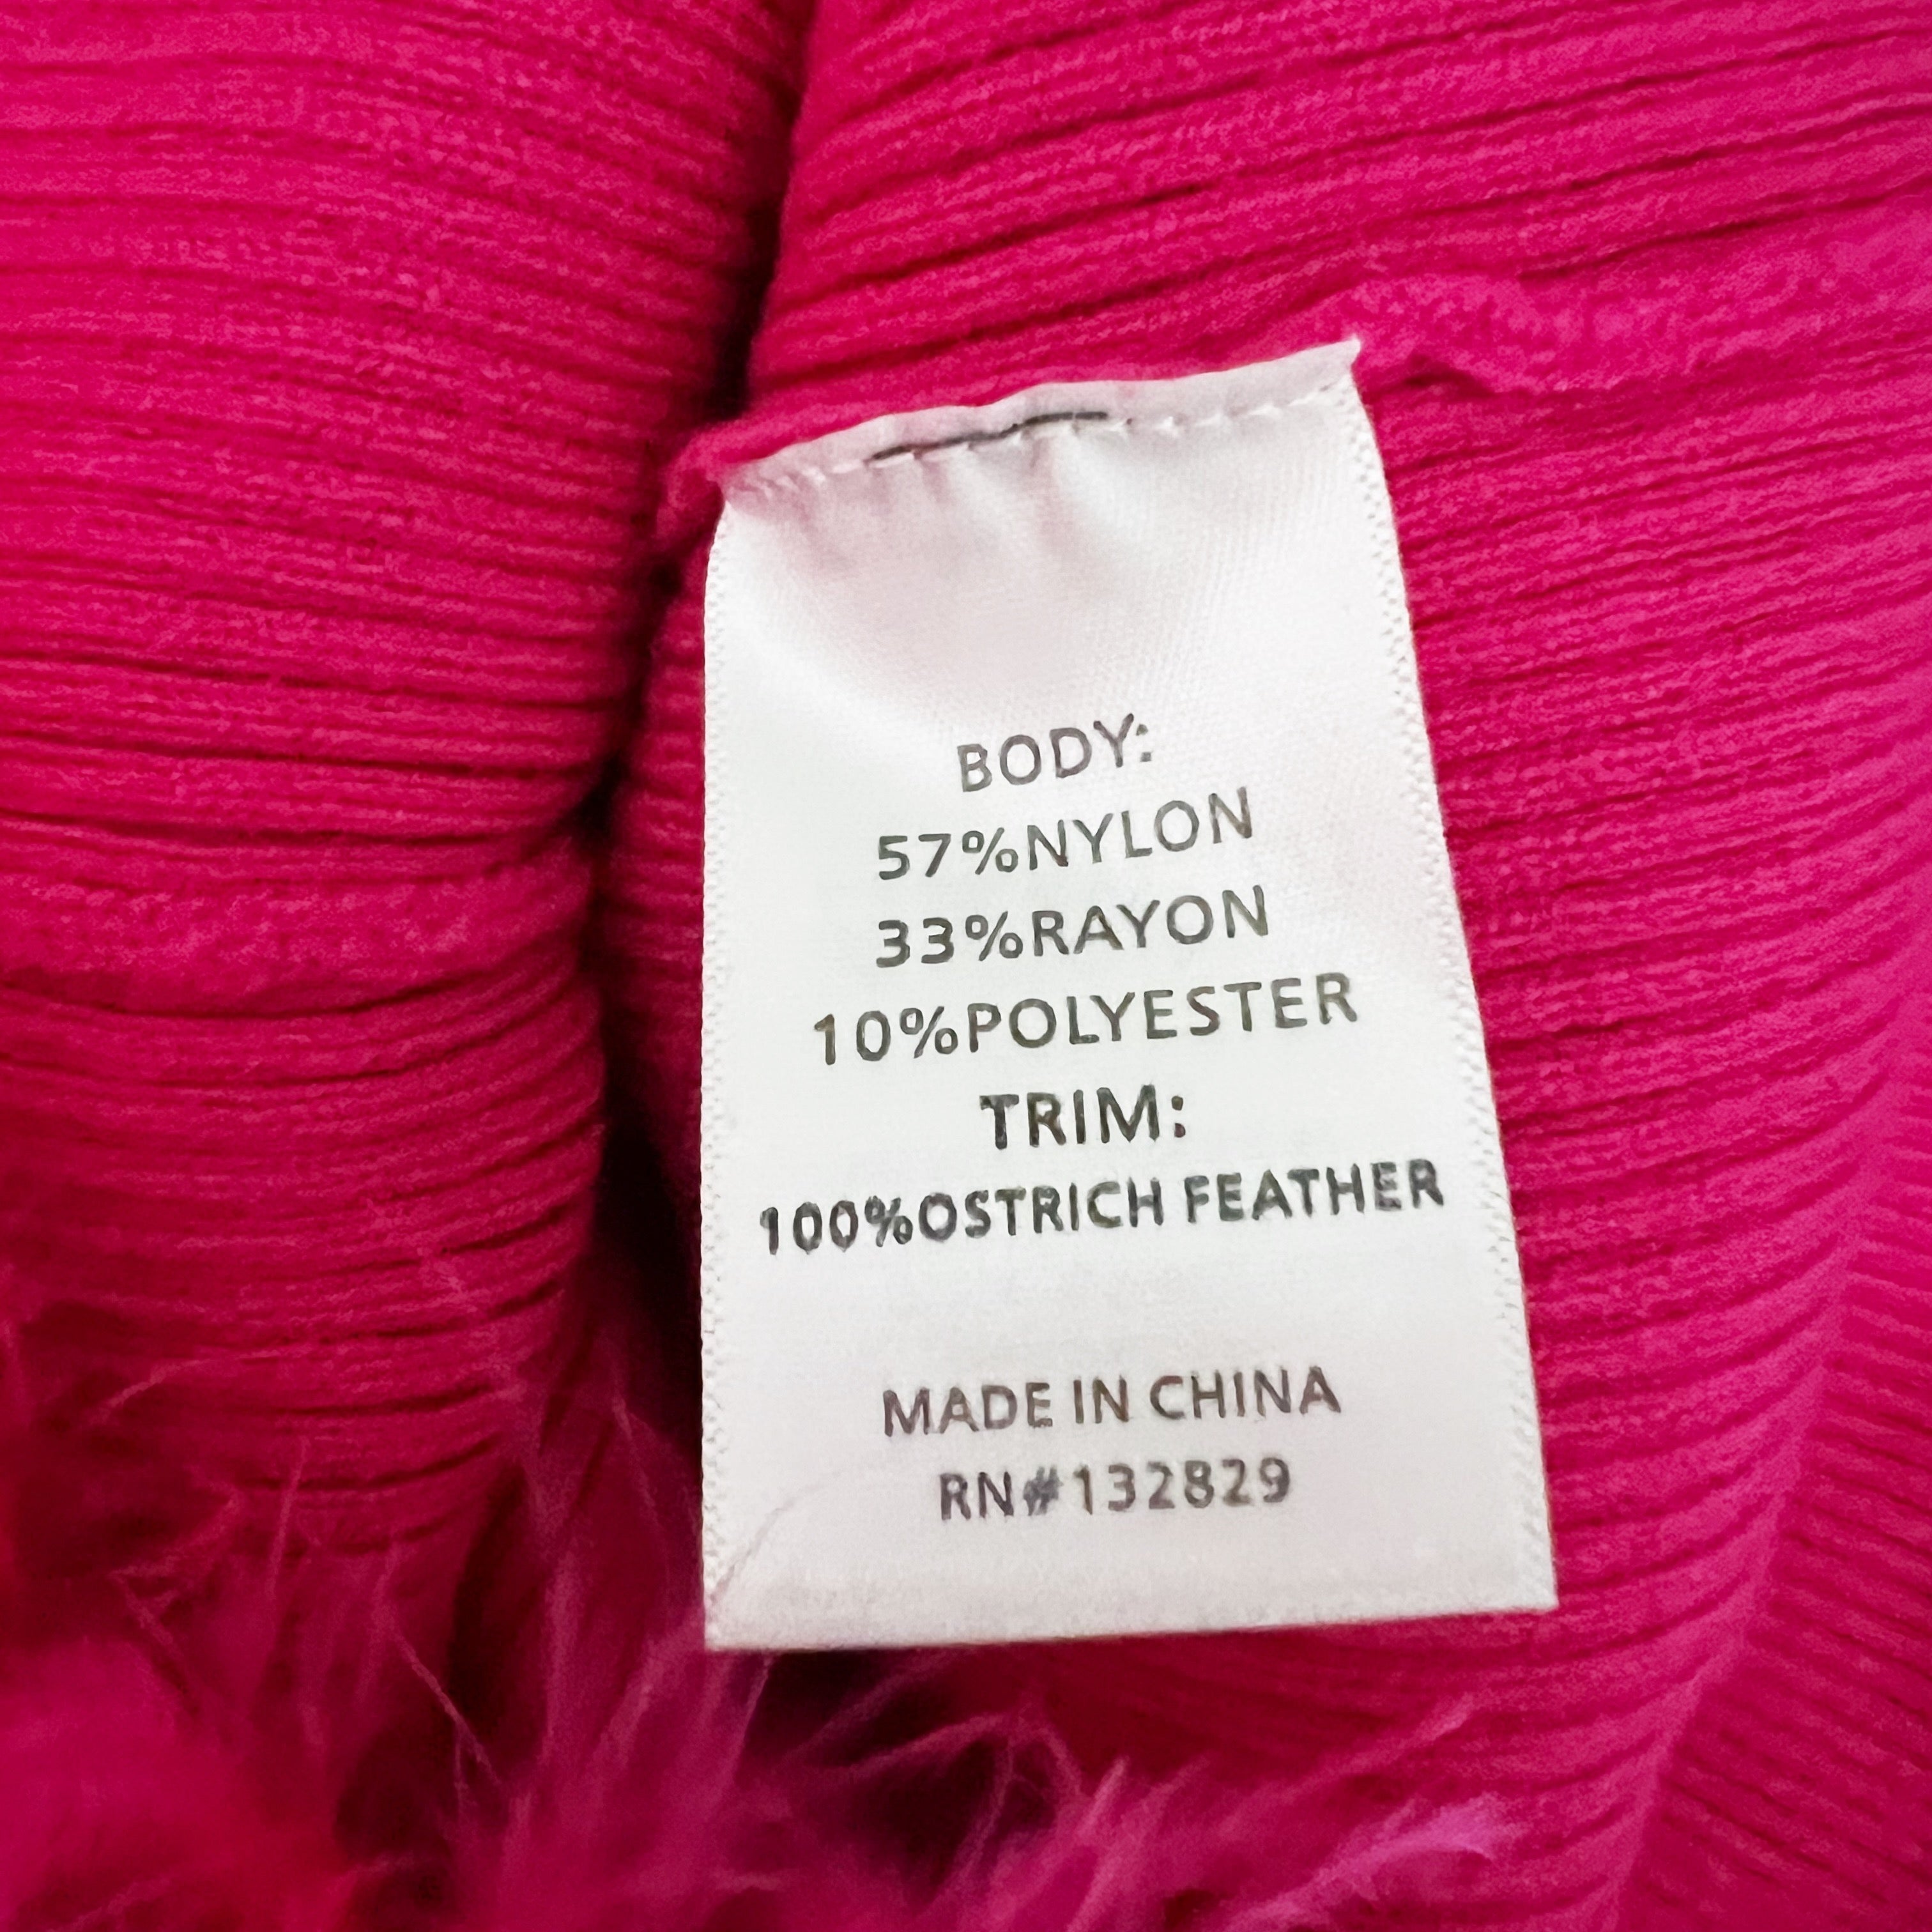 BODY:
57%NYLON
33%RAYON
10%POLYESTER
TRIM:
100%OSTRICH FEATHER
MADE IN CHINA
RN#132829